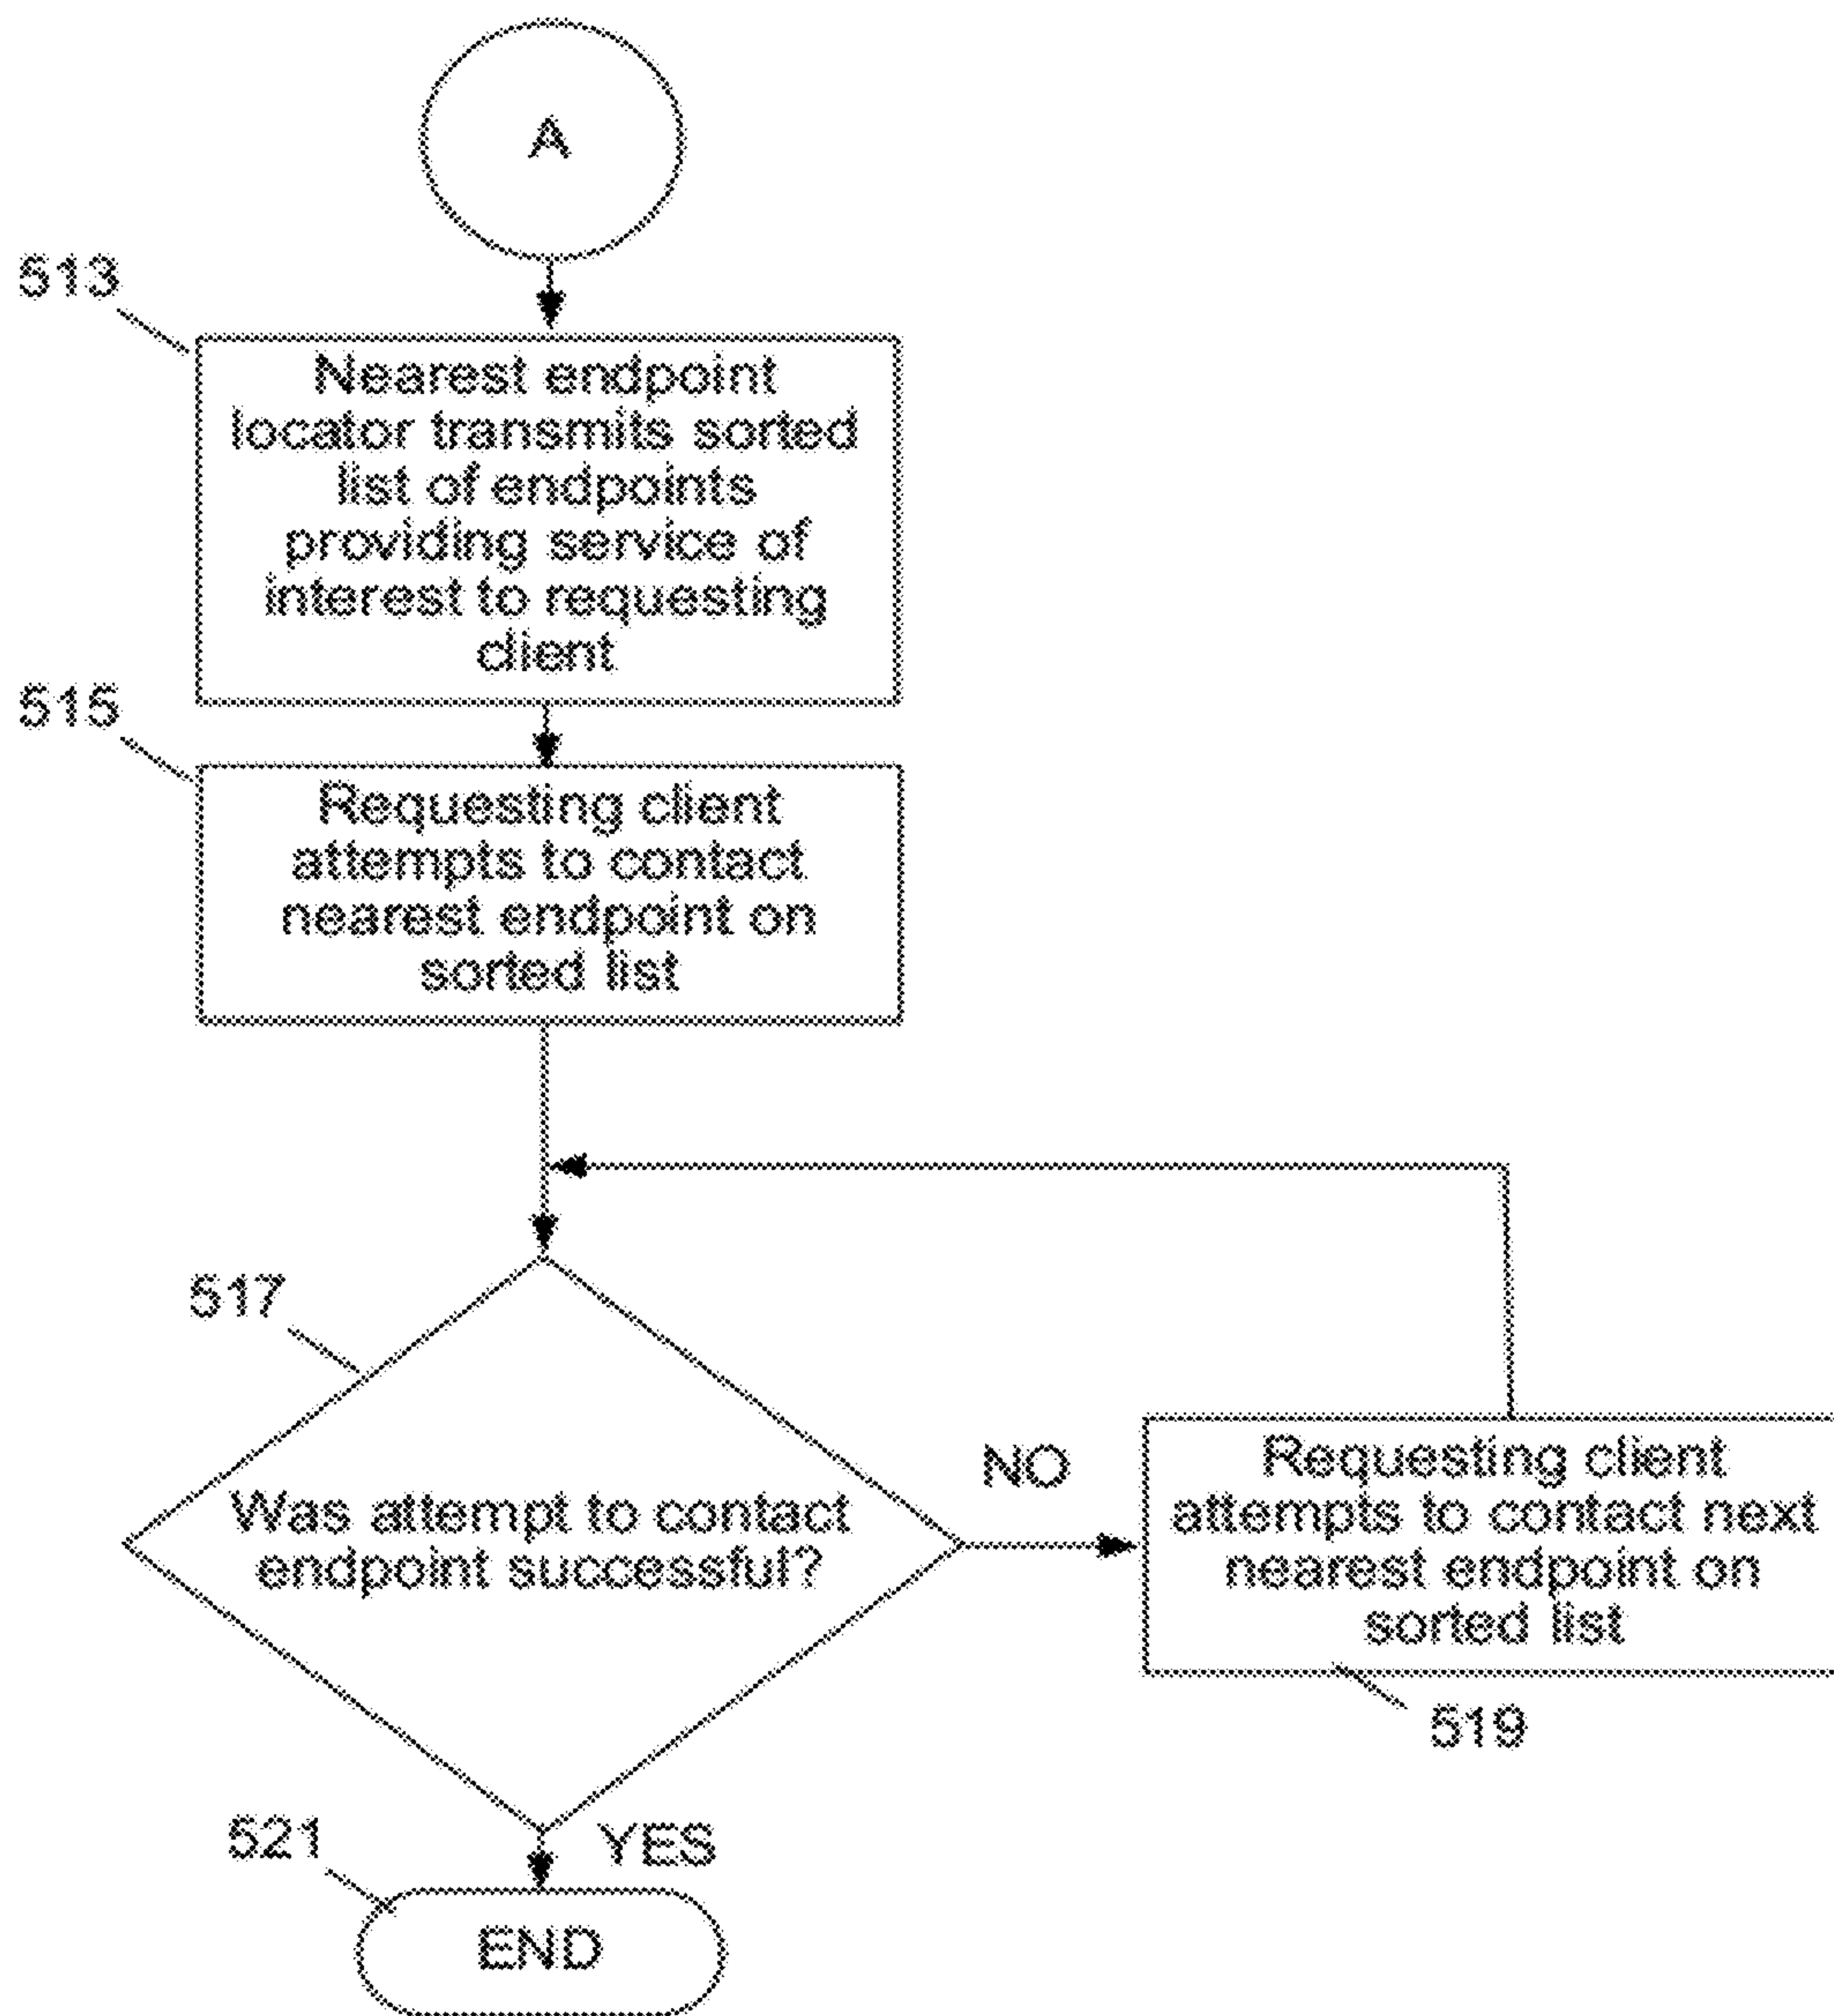 A
513
Nearest endpoint
locator transmits sorted
list of endpoints
providing service of
interest to requesting
client
515
Requesting client
attempts to contact
nearest endpoint on
sorted list
517
Was attempt to contact
endpoint successful?
NO
Requesting client
attempts to contact next
nearest endpoint on
sorted list
519
521
YES
END